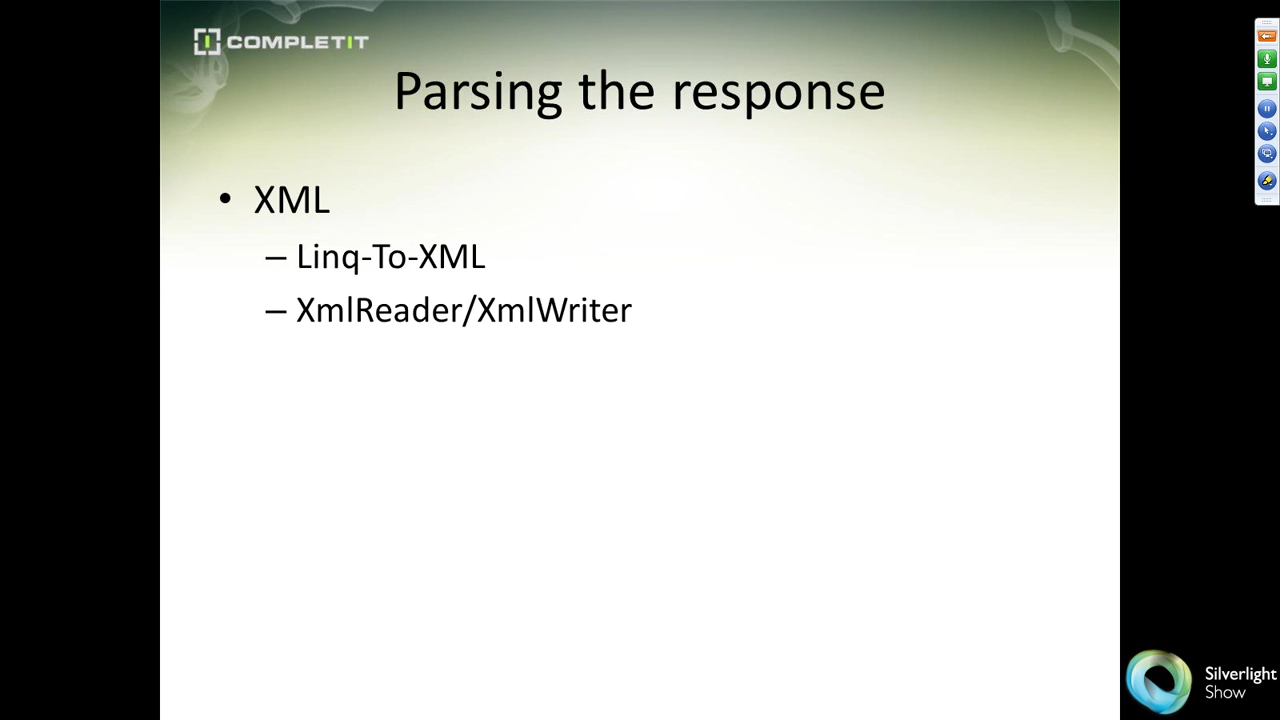 COMPLETIT
Parsing the response
• XML
– Linq-To-XML
– XmlReader/XmlWriter
Silverlight
Show